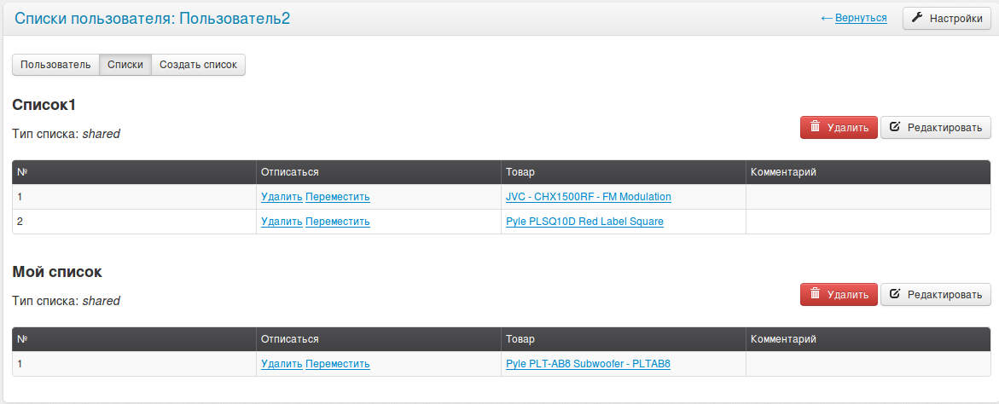 Списки пользователя: Пользователь2 ← Вернуться Настройки
Пользователь Списки Создать список
Список1
Тип списка: shared Удалить Редактировать
№ Отписаться Товар Комментарий
1 Удалить Переместить JVC - CHX1500RF - FM Modulation
2 Удалить Переместить Pyle PLSQ10D Red Label Square
Мой список
Тип списка: shared Удалить Редактировать
№ Отписаться Товар Комментарий
1 Удалить Переместить Pyle PLT-AB8 Subwoofer - PLTAB8